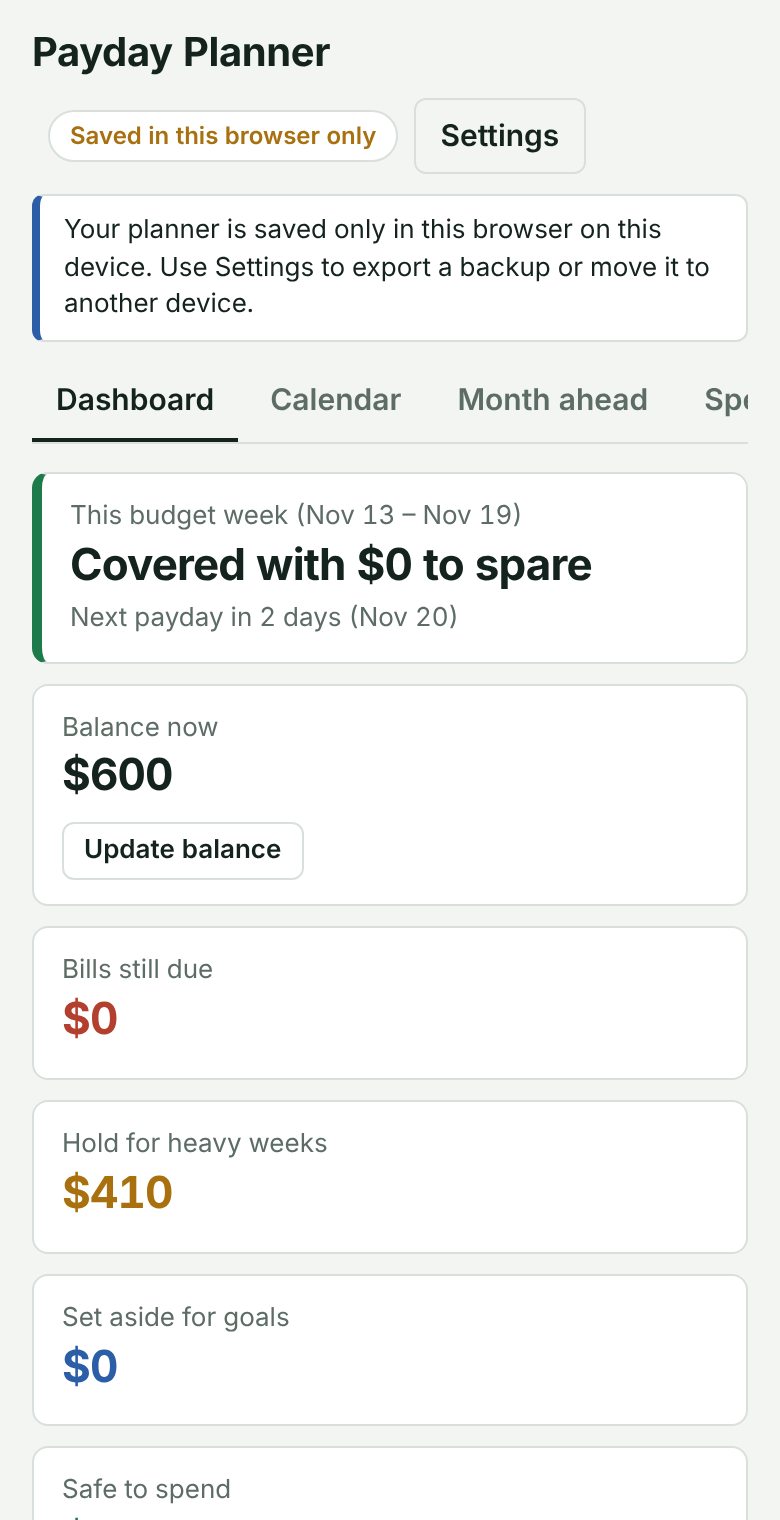 Payday Planner
Saved in this browser only
Settings
Your planner is saved only in this browser on this
device. Use Settings to export a backup or move it to
another device.
Dashboard Calendar Month ahead
This budget week (Nov 13 – Nov 19)
Covered with $0 to spare
Next payday in 2 days (Nov 20)
Balance now
$600
Update balance
Bills still due
$0
Hold for heavy weeks
$410
Set aside for goals
$0
Safe to spend